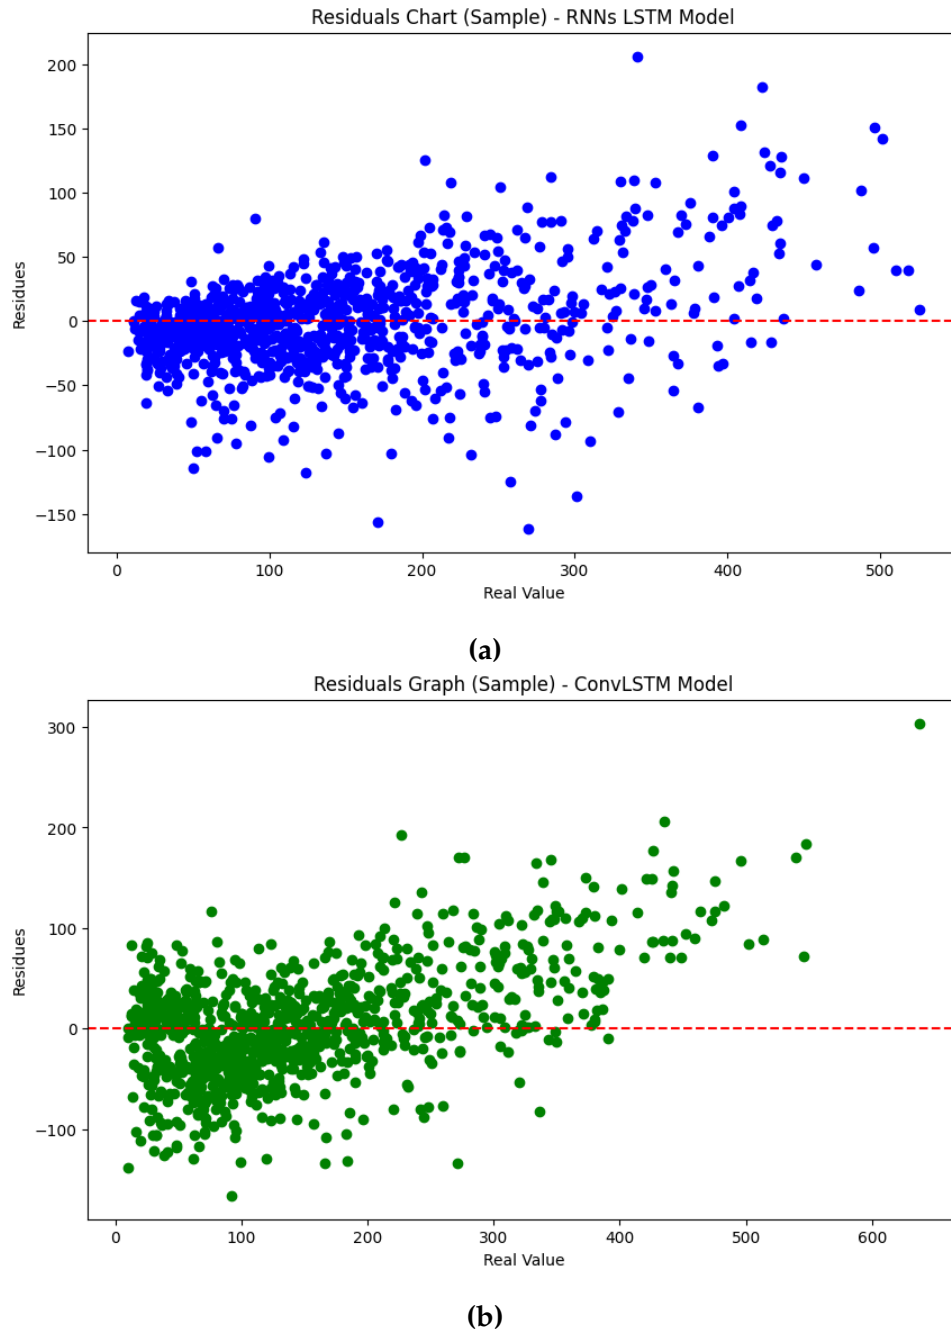 Residuals Chart (Sample) - RNNs LSTM Model
200
150
100
50
0
−50
−100
−150
Residues
0 100 200 300 400 500
Real Value
(a)
Residuals Graph (Sample) - ConvLSTM Model
300
200
100
0
−100
Residues
0 100 200 300 400 500 600
Real Value
(b)